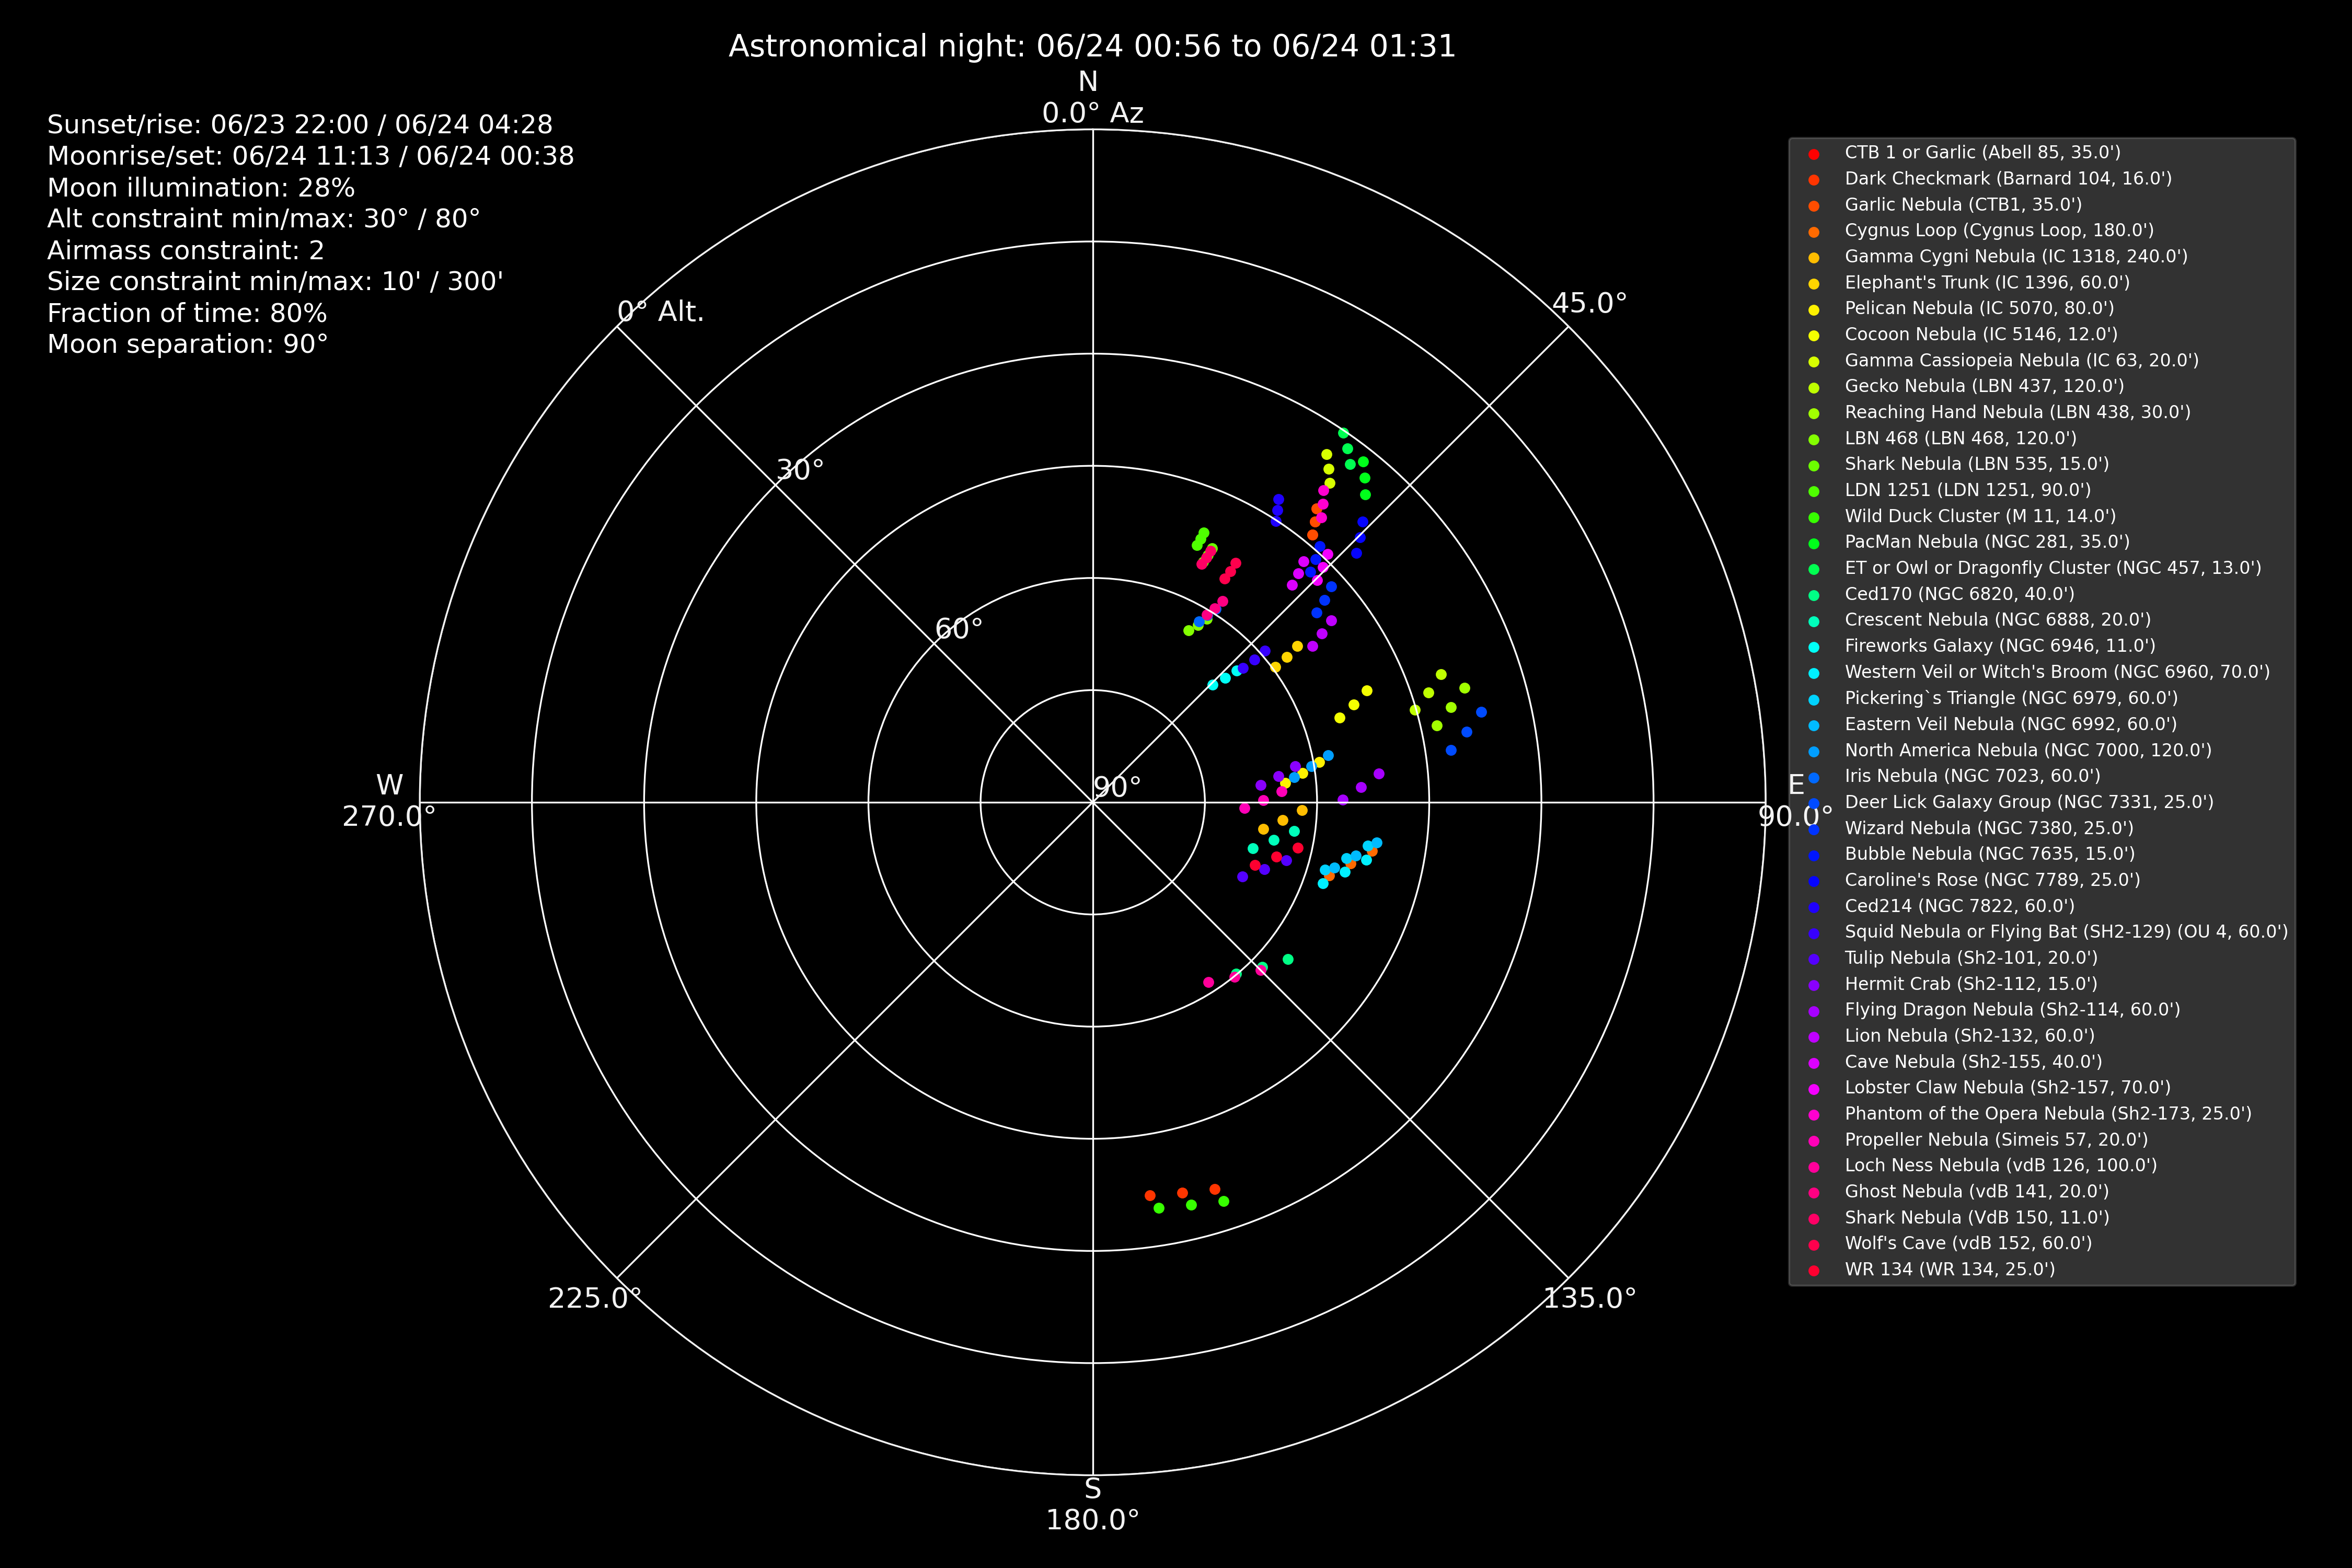 Astronomical night: 06/24 00:56 to 06/24 01:31
N
0.0° Az
Sunset/rise: 06/23 22:00 / 06/24 04:28
Moonrise/set: 06/24 11:13 / 06/24 00:38
Moon illumination: 28%
Alt constraint min/max: 30° / 80°
Airmass constraint: 2
Size constraint min/max: 10' / 300'
Fraction of time: 80%
Moon separation: 90°
0° Alt.
45.0°
30°
60°
90°
W
270.0°
E
90.0°
225.0°
135.0°
S
180.0°
CTB 1 or Garlic (Abell 85, 35.0')
Dark Checkmark (Barnard 104, 16.0')
Garlic Nebula (CTB1, 35.0')
Cygnus Loop (Cygnus Loop, 180.0')
Gamma Cygni Nebula (IC 1318, 240.0')
Elephant's Trunk (IC 1396, 60.0')
Pelican Nebula (IC 5070, 80.0')
Cocoon Nebula (IC 5146, 12.0')
Gamma Cassiopeia Nebula (IC 63, 20.0')
Gecko Nebula (LBN 437, 120.0')
Reaching Hand Nebula (LBN 438, 30.0')
LBN 468 (LBN 468, 120.0')
Shark Nebula (LBN 535, 15.0')
LDN 1251 (LDN 1251, 90.0')
Wild Duck Cluster (M 11, 14.0')
PacMan Nebula (NGC 281, 35.0')
ET or Owl or Dragonfly Cluster (NGC 457, 13.0')
Ced170 (NGC 6820, 40.0')
Crescent Nebula (NGC 6888, 20.0')
Fireworks Galaxy (NGC 6946, 11.0')
Western Veil or Witch's Broom (NGC 6960, 70.0')
Pickering`s Triangle (NGC 6979, 60.0')
Eastern Veil Nebula (NGC 6992, 60.0')
North America Nebula (NGC 7000, 120.0')
Iris Nebula (NGC 7023, 60.0')
Deer Lick Galaxy Group (NGC 7331, 25.0')
Wizard Nebula (NGC 7380, 25.0')
Bubble Nebula (NGC 7635, 15.0')
Caroline's Rose (NGC 7789, 25.0')
Ced214 (NGC 7822, 60.0')
Squid Nebula or Flying Bat (SH2-129) (OU 4, 60.0')
Tulip Nebula (Sh2-101, 20.0')
Hermit Crab (Sh2-112, 15.0')
Flying Dragon Nebula (Sh2-114, 60.0')
Lion Nebula (Sh2-132, 60.0')
Cave Nebula (Sh2-155, 40.0')
Lobster Claw Nebula (Sh2-157, 70.0')
Phantom of the Opera Nebula (Sh2-173, 25.0')
Propeller Nebula (Simeis 57, 20.0')
Loch Ness Nebula (vdB 126, 100.0')
Ghost Nebula (vdB 141, 20.0')
Shark Nebula (VdB 150, 11.0')
Wolf's Cave (vdB 152, 60.0')
WR 134 (WR 134, 25.0')